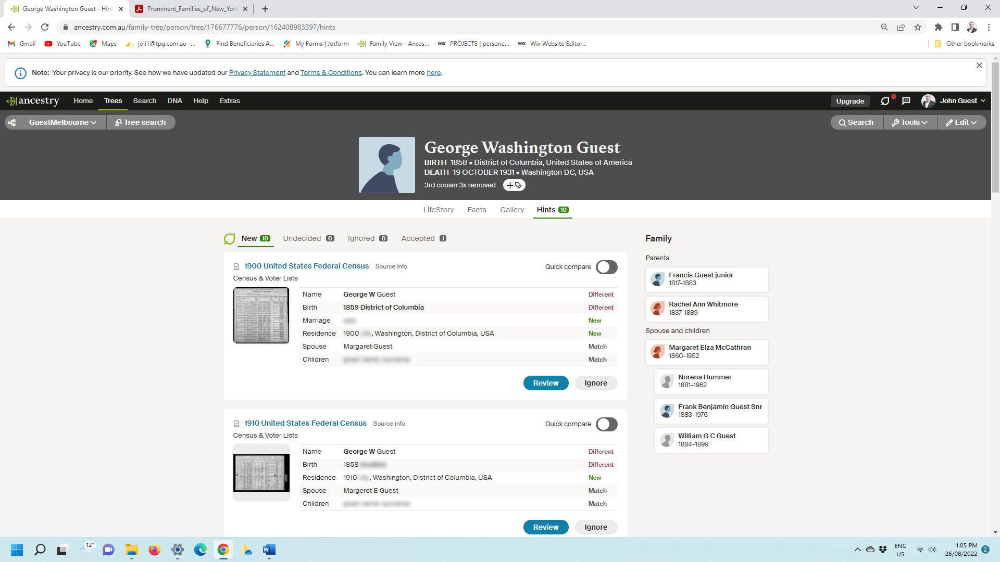 George Washington Guest - Hint
Prominent_Families_of_New_York
ancestry.com.au/family-tree/person/tree/176677776/person/162408983397/hints
Gmail
YouTube
Maps
joli1@tpg.com.au -...
Find Beneficiaries A...
My Forms | Jotform
Family View - Ances...
WIX PROJECTS | persona...
WIX Wix Website Editor...
Other bookmarks
Note: Your privacy is our priority. See how we have updated our Privacy Statement and Terms & Conditions. You can learn more here.
ancestry
Home Trees Search DNA Help Extras
Upgrade
John Guest
GuestMelbourne
Tree search
Search Tools Edit
George Washington Guest
BIRTH 1858 • District of Columbia, United States of America
DEATH 19 OCTOBER 1931 • Washington DC, USA
3rd cousin 3x removed
LifeStory Facts Gallery Hints 10
New 10 Undecided 0 Ignored 0 Accepted 1
1900 United States Federal Census Source info Quick compare
Census & Voter Lists
Name George W Guest Different
Birth 1859 District of Columbia Different
Marriage New
Residence 1900 , Washington, District of Columbia, USA New
Spouse Margaret Guest Match
Children Match
Review Ignore
1910 United States Federal Census Source info Quick compare
Census & Voter Lists
Name George W Guest Different
Birth 1858 Different
Residence 1910 , Washington, District of Columbia, USA New
Spouse Margeret E Guest Match
Children Match
Review Ignore
Family
Parents
Francis Guest junior
1817–1883
Rachel Ann Whitmore
1837–1889
Spouse and children
Margaret Elza McCathran
1860–1952
Norena Hummer
1881–1962
Frank Benjamin Guest Snr
1883–1976
William G C Guest
1884–1899
12°
W
ENG
US
1:05 PM
26/08/2022
2